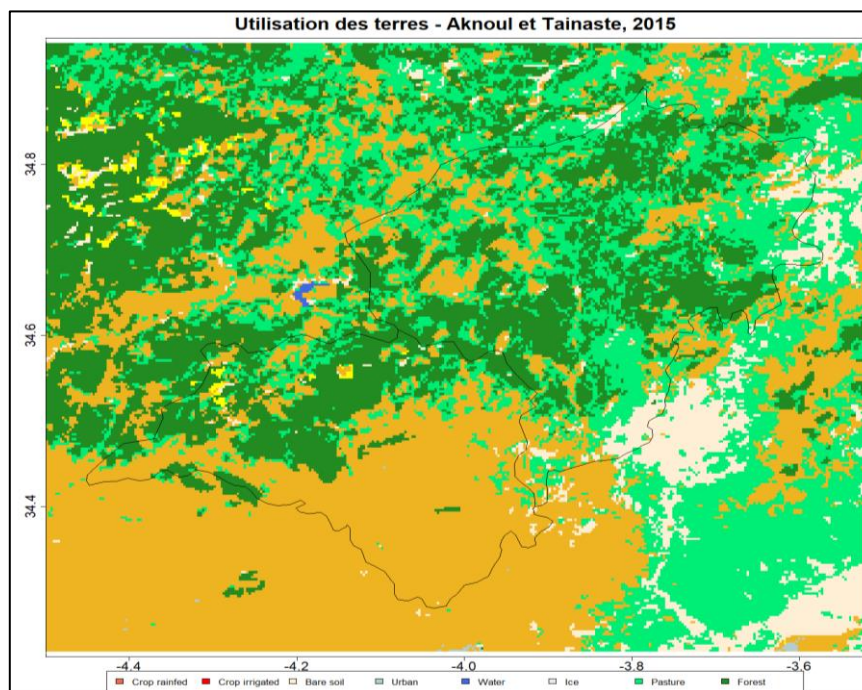 Utilisation des terres - Aknoul et Tainaste, 2015
34.8
34.6
34.4
-4.4 -4.2 -4.0 -3.8 -3.6
Crop rainfed Crop irrigated Bare soil Urban Water Ice Pasture Forest